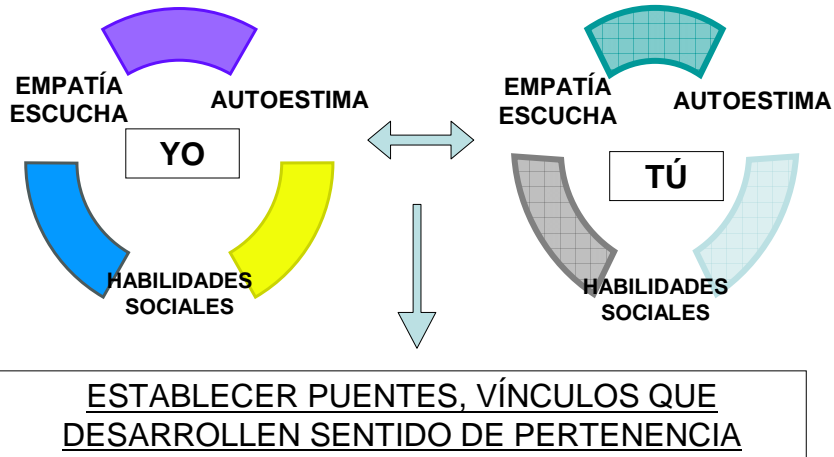 EMPATÍA
ESCUCHA
AUTOESTIMA
YO
HABILIDADES
SOCIALES
EMPATÍA
ESCUCHA
AUTOESTIMA
TÚ
HABILIDADES
SOCIALES
ESTABLECER PUENTES, VÍNCULOS QUE
DESARROLLEN SENTIDO DE PERTENENCIA